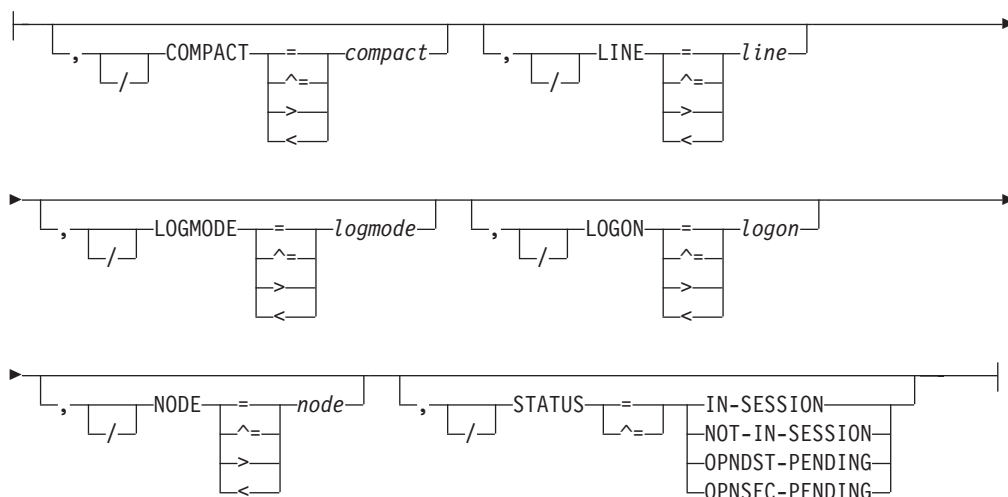 , / COMPACT = compact , / LINE = line
^= ^=
> >
< <
, / LOGMODE = logmode , / LOGON = logon
^= ^=
> >
< <
, / NODE = node , / STATUS = IN-SESSION
^= ^= NOT-IN-SESSION
> OPNDST-PENDING
< OPNSEC-PENDING